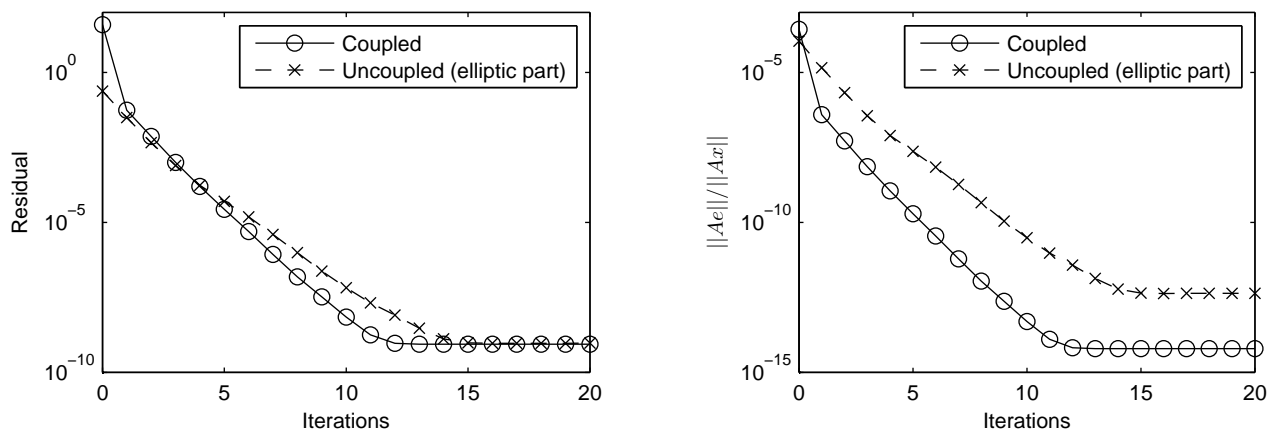 Coupled
Uncoupled (elliptic part)
10^0
10^-5
10^-10
Residual
0 5 10 15 20
Iterations
Coupled
Uncoupled (elliptic part)
10^-5
10^-10
10^-15
||Ae||/||Ax||
0 5 10 15 20
Iterations